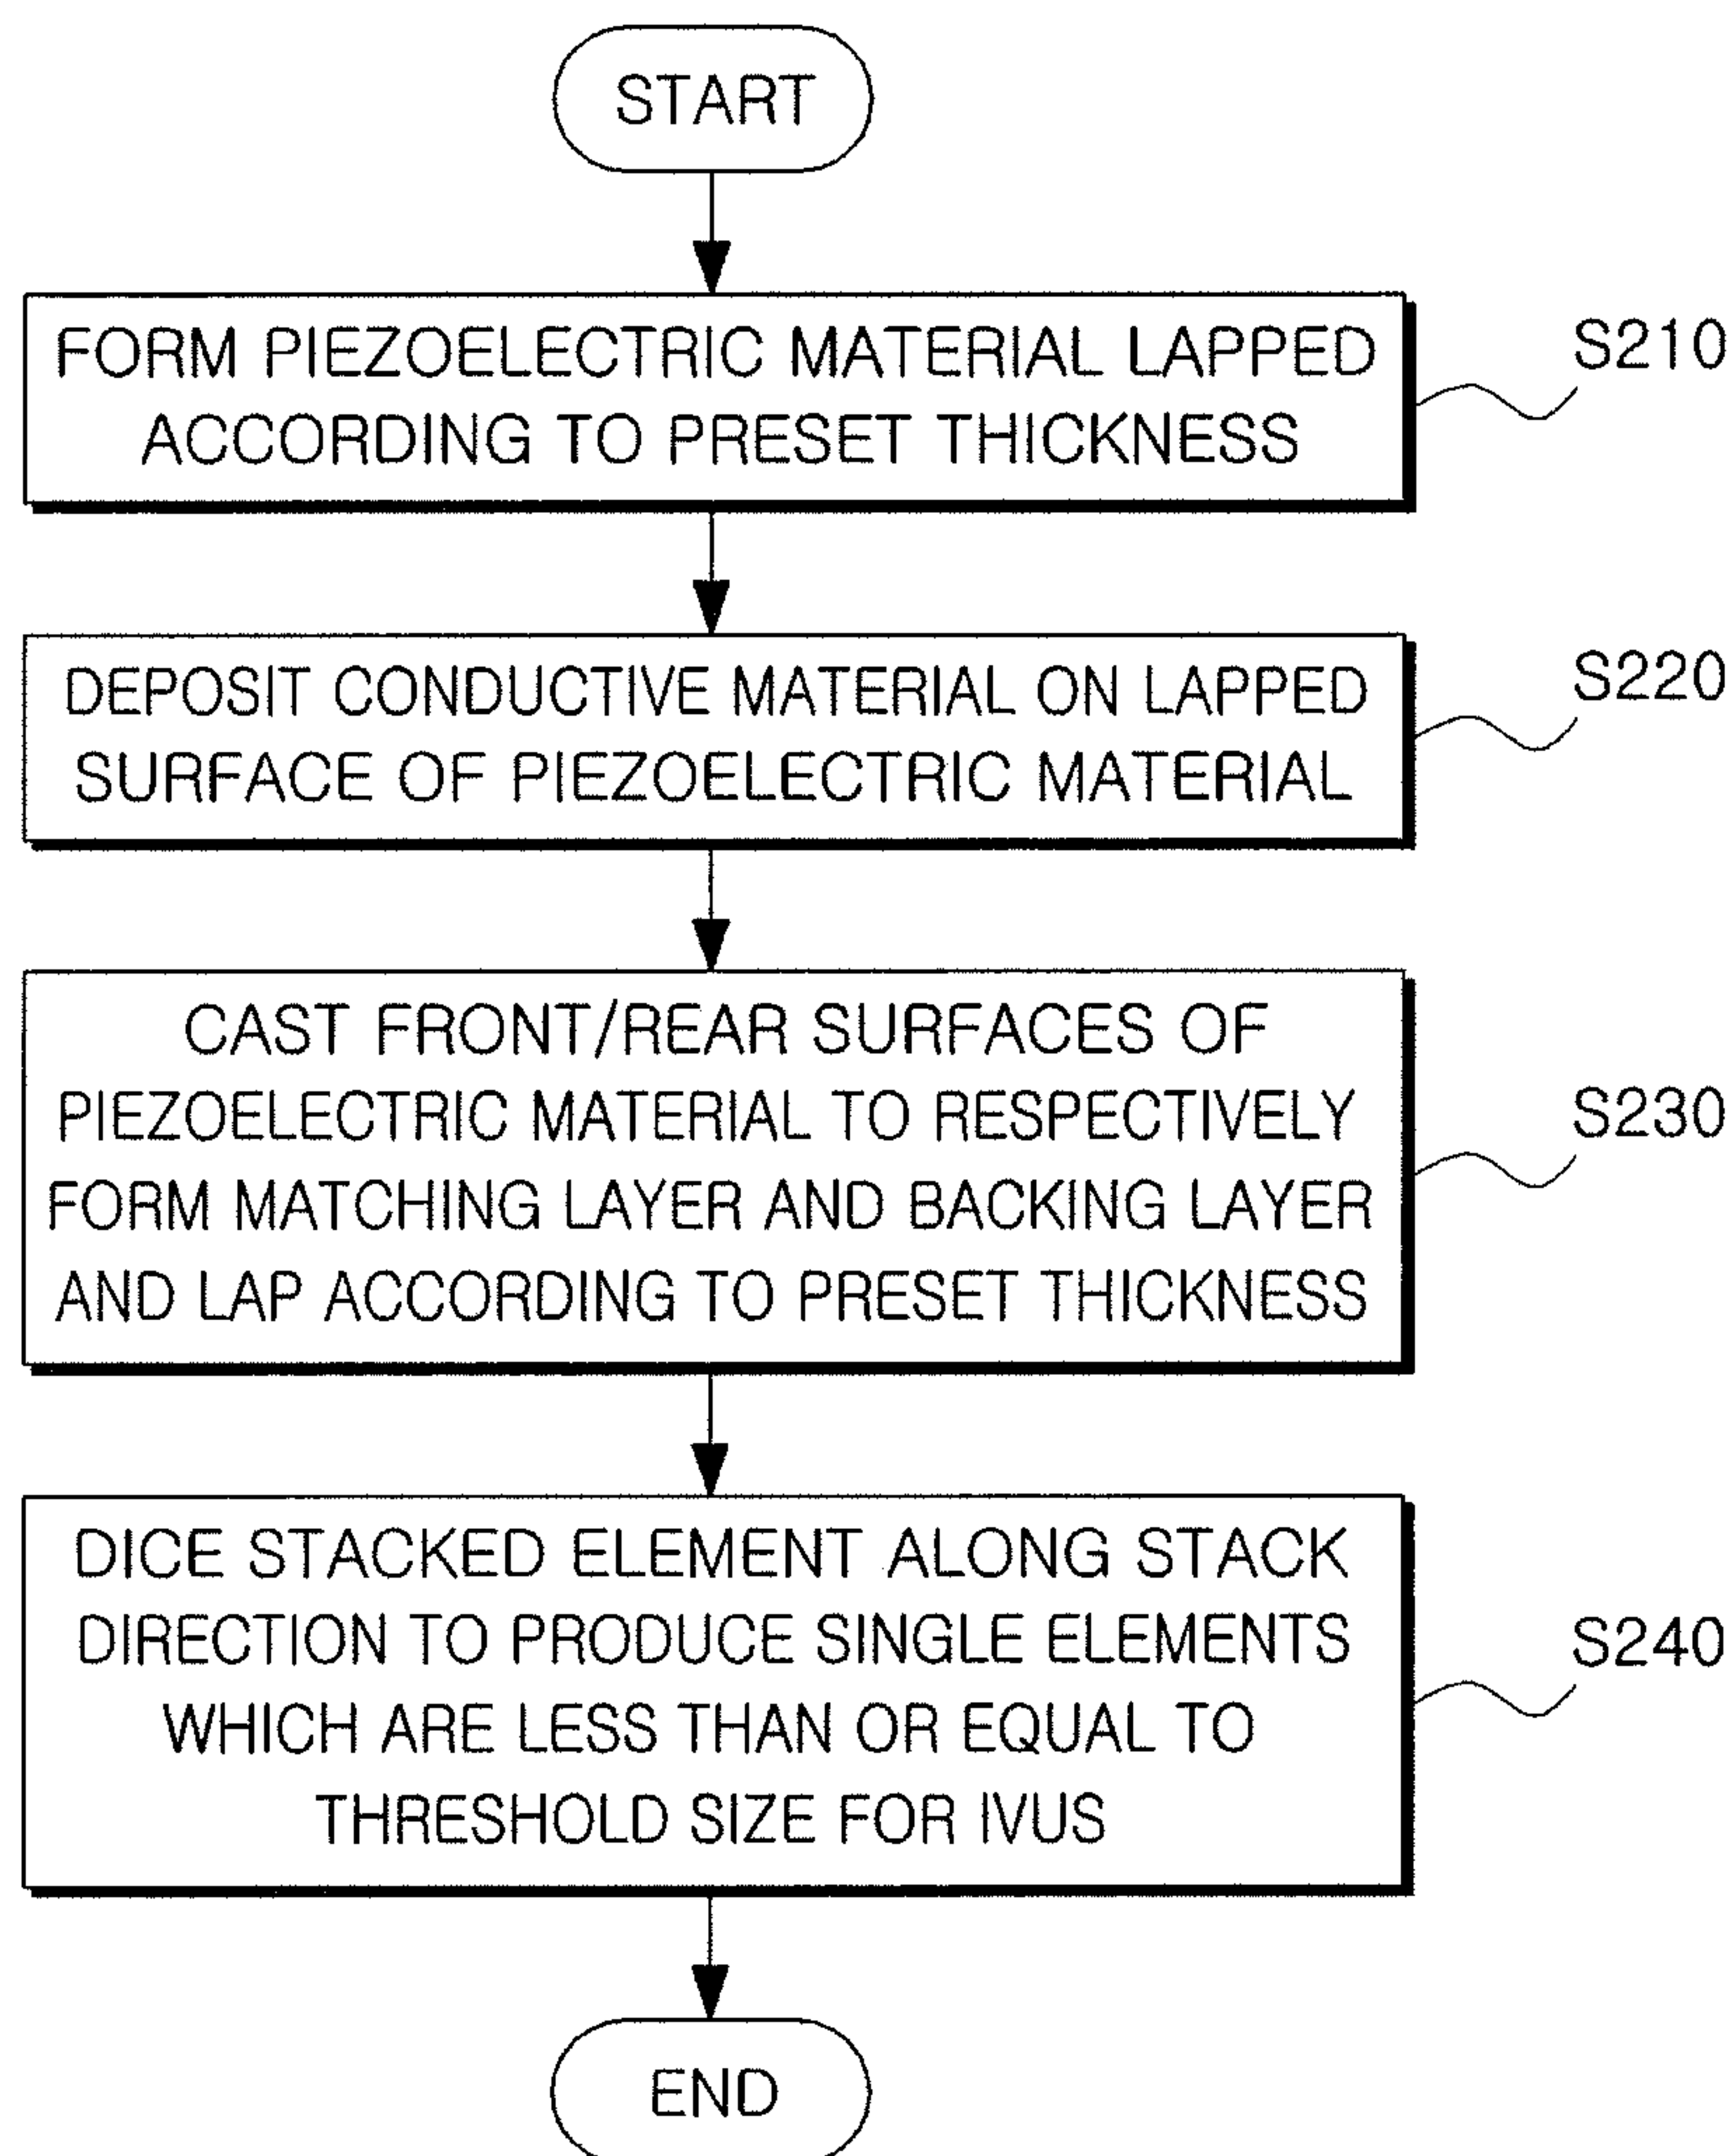 START
FORM PIEZOELECTRIC MATERIAL LAPPED
ACCORDING TO PRESET THICKNESS
S210
DEPOSIT CONDUCTIVE MATERIAL ON LAPPED
SURFACE OF PIEZOELECTRIC MATERIAL
S220
CAST FRONT/REAR SURFACES OF
PIEZOELECTRIC MATERIAL TO RESPECTIVELY
FORM MATCHING LAYER AND BACKING LAYER
AND LAP ACCORDING TO PRESET THICKNESS
S230
DICE STACKED ELEMENT ALONG STACK
DIRECTION TO PRODUCE SINGLE ELEMENTS
WHICH ARE LESS THAN OR EQUAL TO
THRESHOLD SIZE FOR IVUS
S240
END